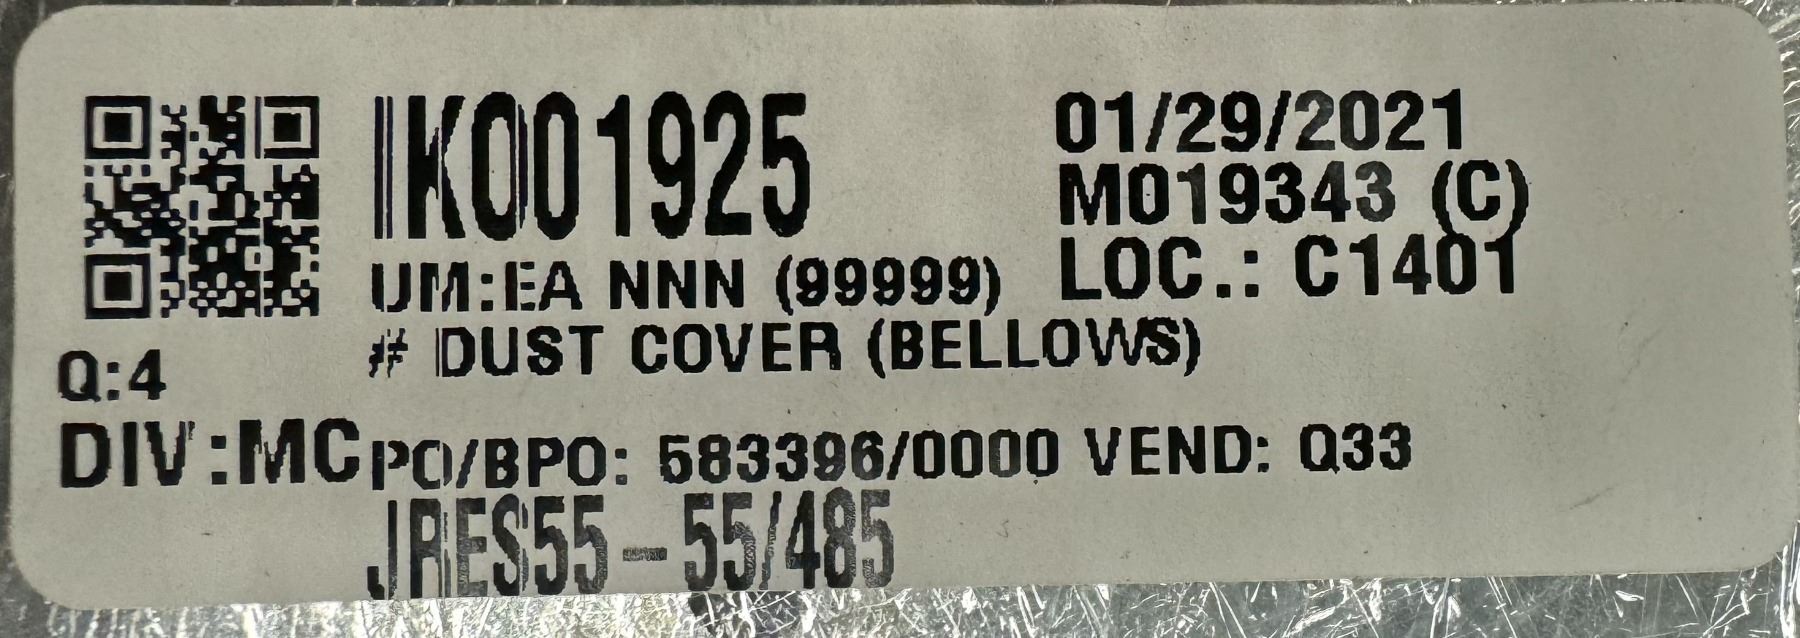 IK001925
01/29/2021
M019343 (C)
UM:EA NNN (99999)
LOC.: C1401
# DUST COVER (BELLOWS)
Q:4
DIV:MC
PO/BPO: 583396/0000 VEND: Q33
JRES55-55/485